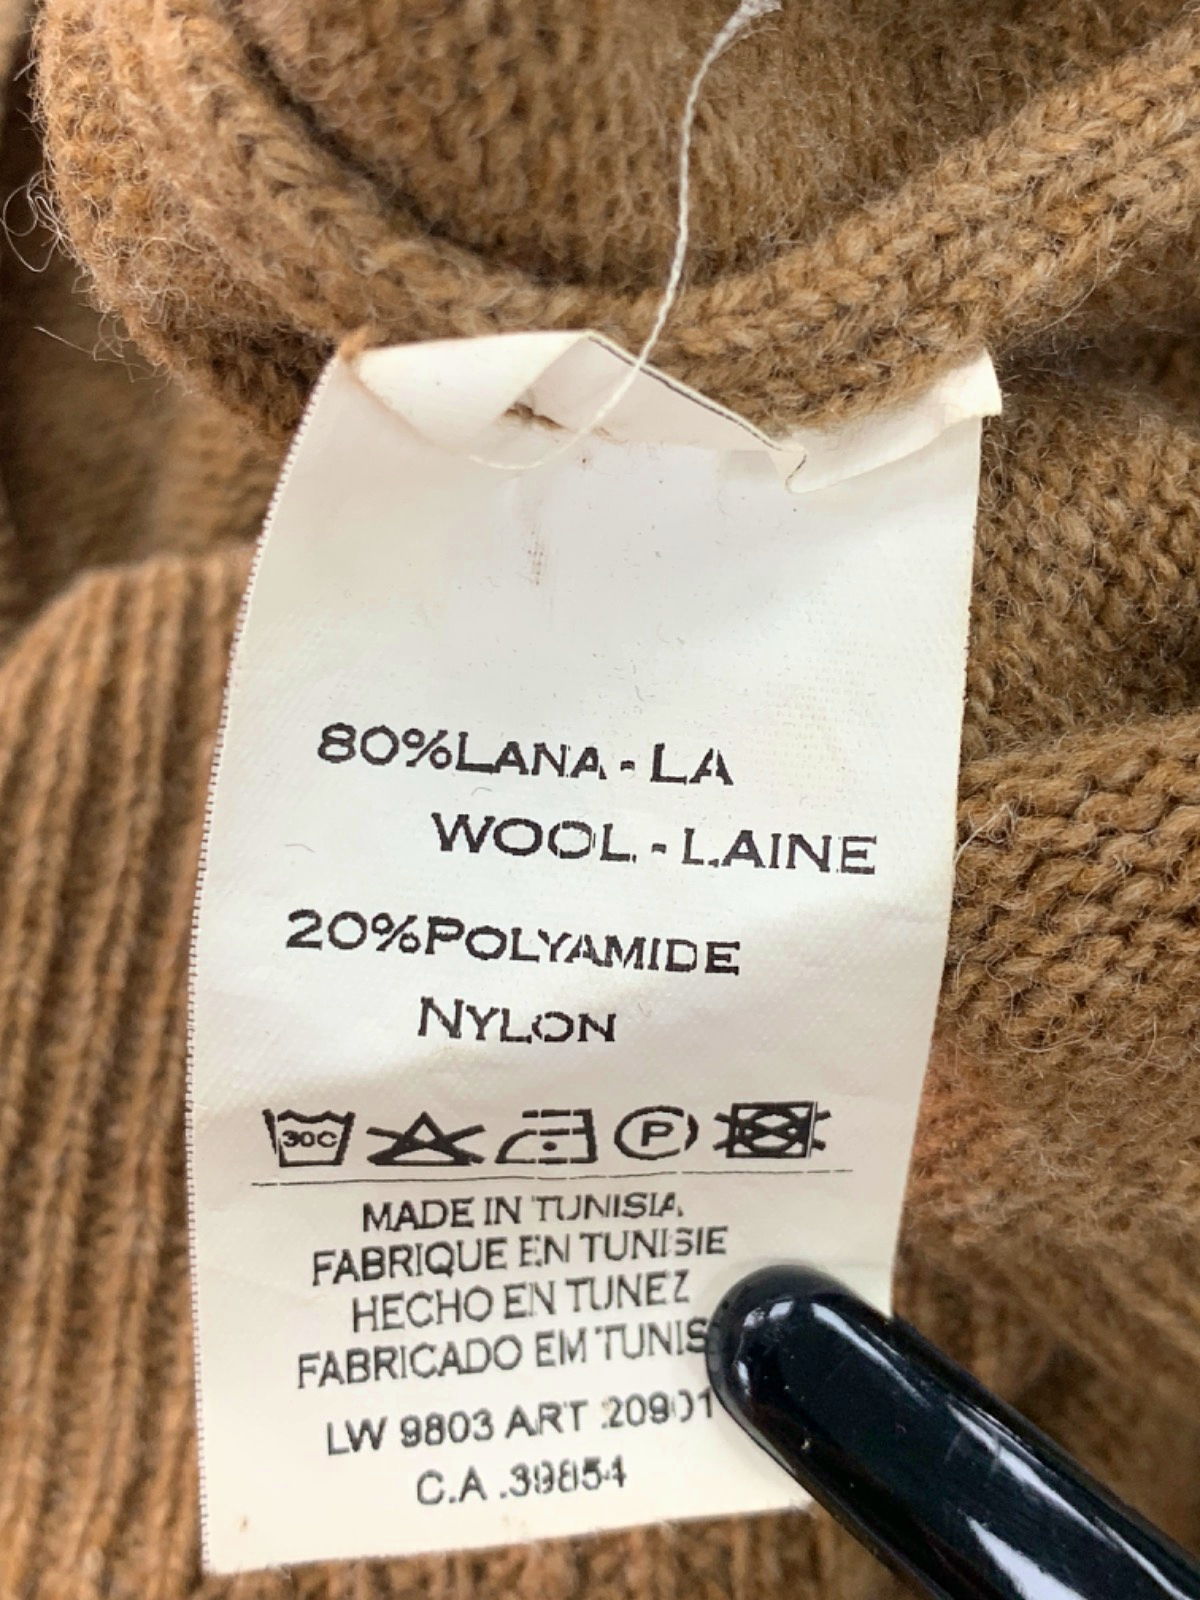 80%LANA-LA
WOOL-LAINE
20%POLYAMIDE
NYLON
30C P
MADE IN TUNISIA
FABRIQUE EN TUNISIE
HECHO EN TUNEZ
FABRICADO EM
LW 9803 ART.20901
C.A.39854